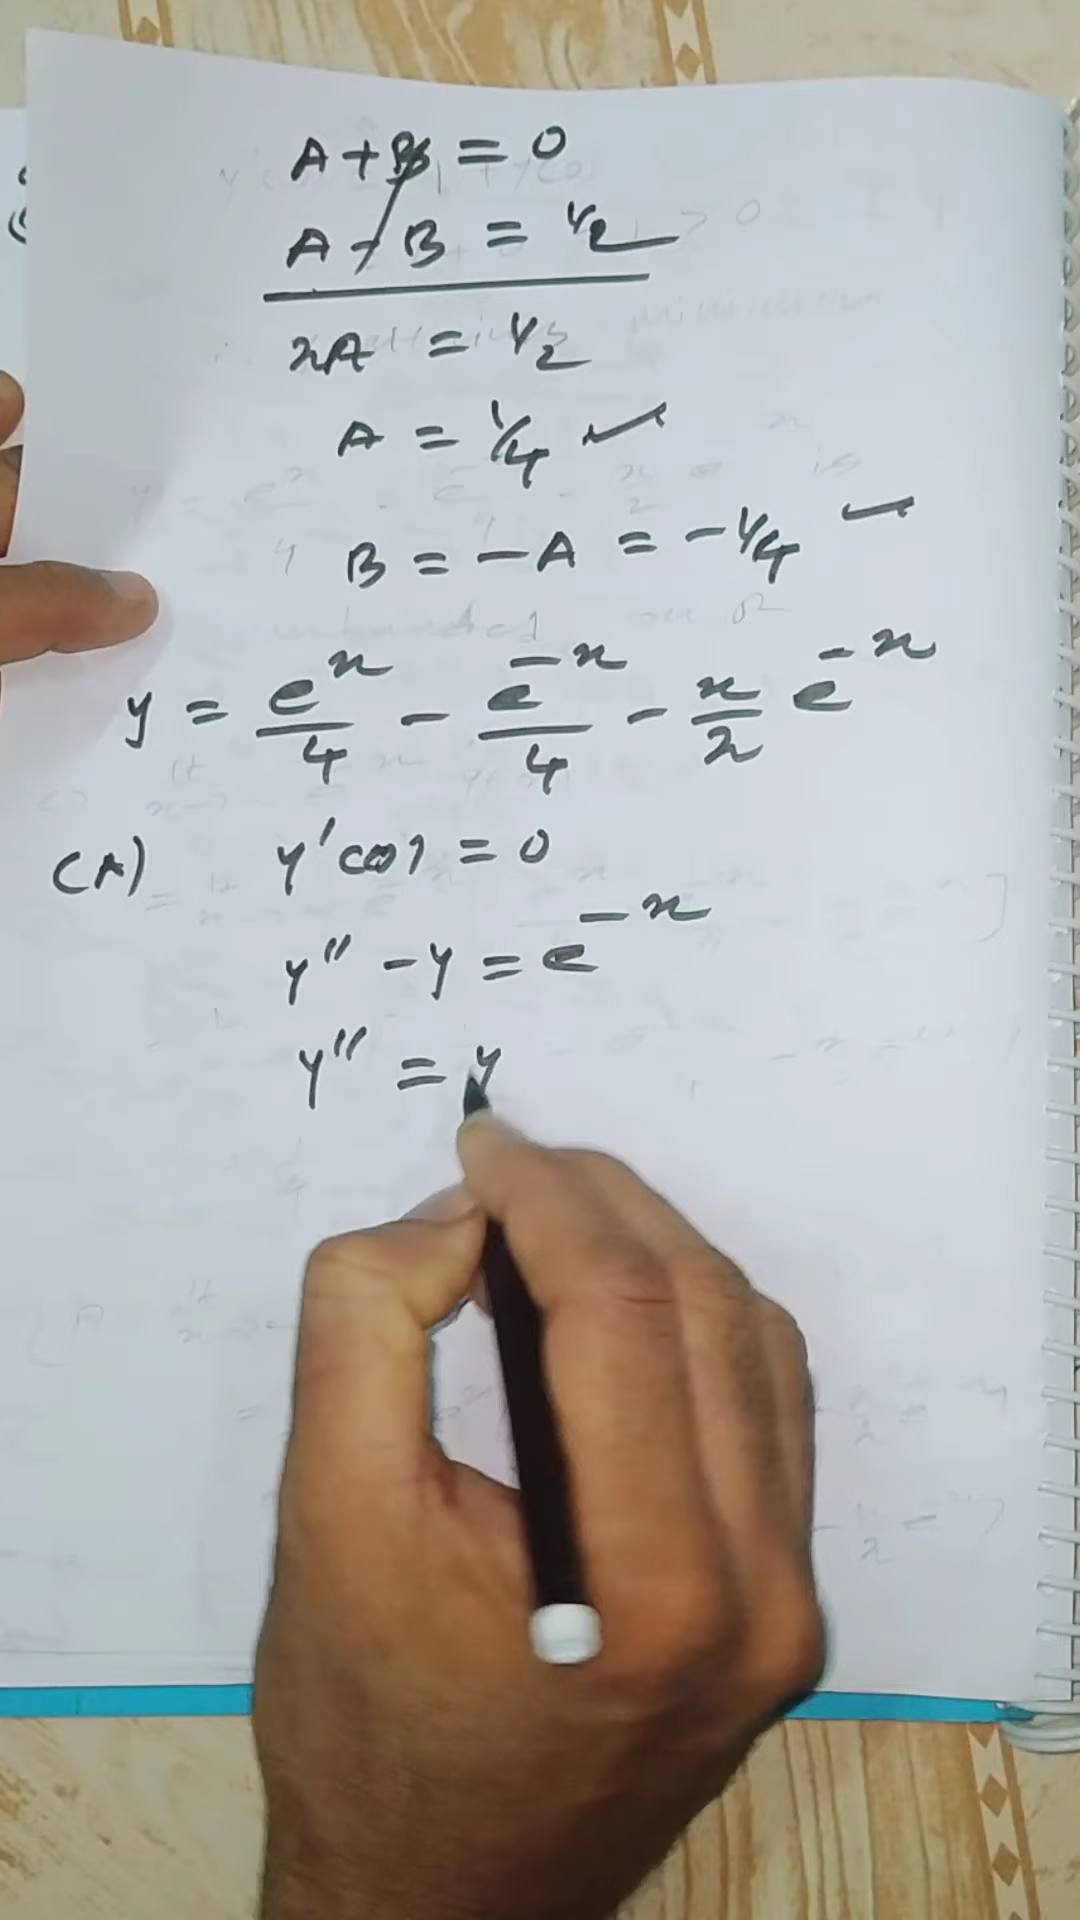 A + B = 0
A - B = 1/2
2A = 1/2
A = 1/4 ✓
B = -A = -1/4 ✓
y = e^x/4 - e^-x/4 - x/2 e^-x
(A) y'(0) = 0
y'' - y = e^-x
y'' = y